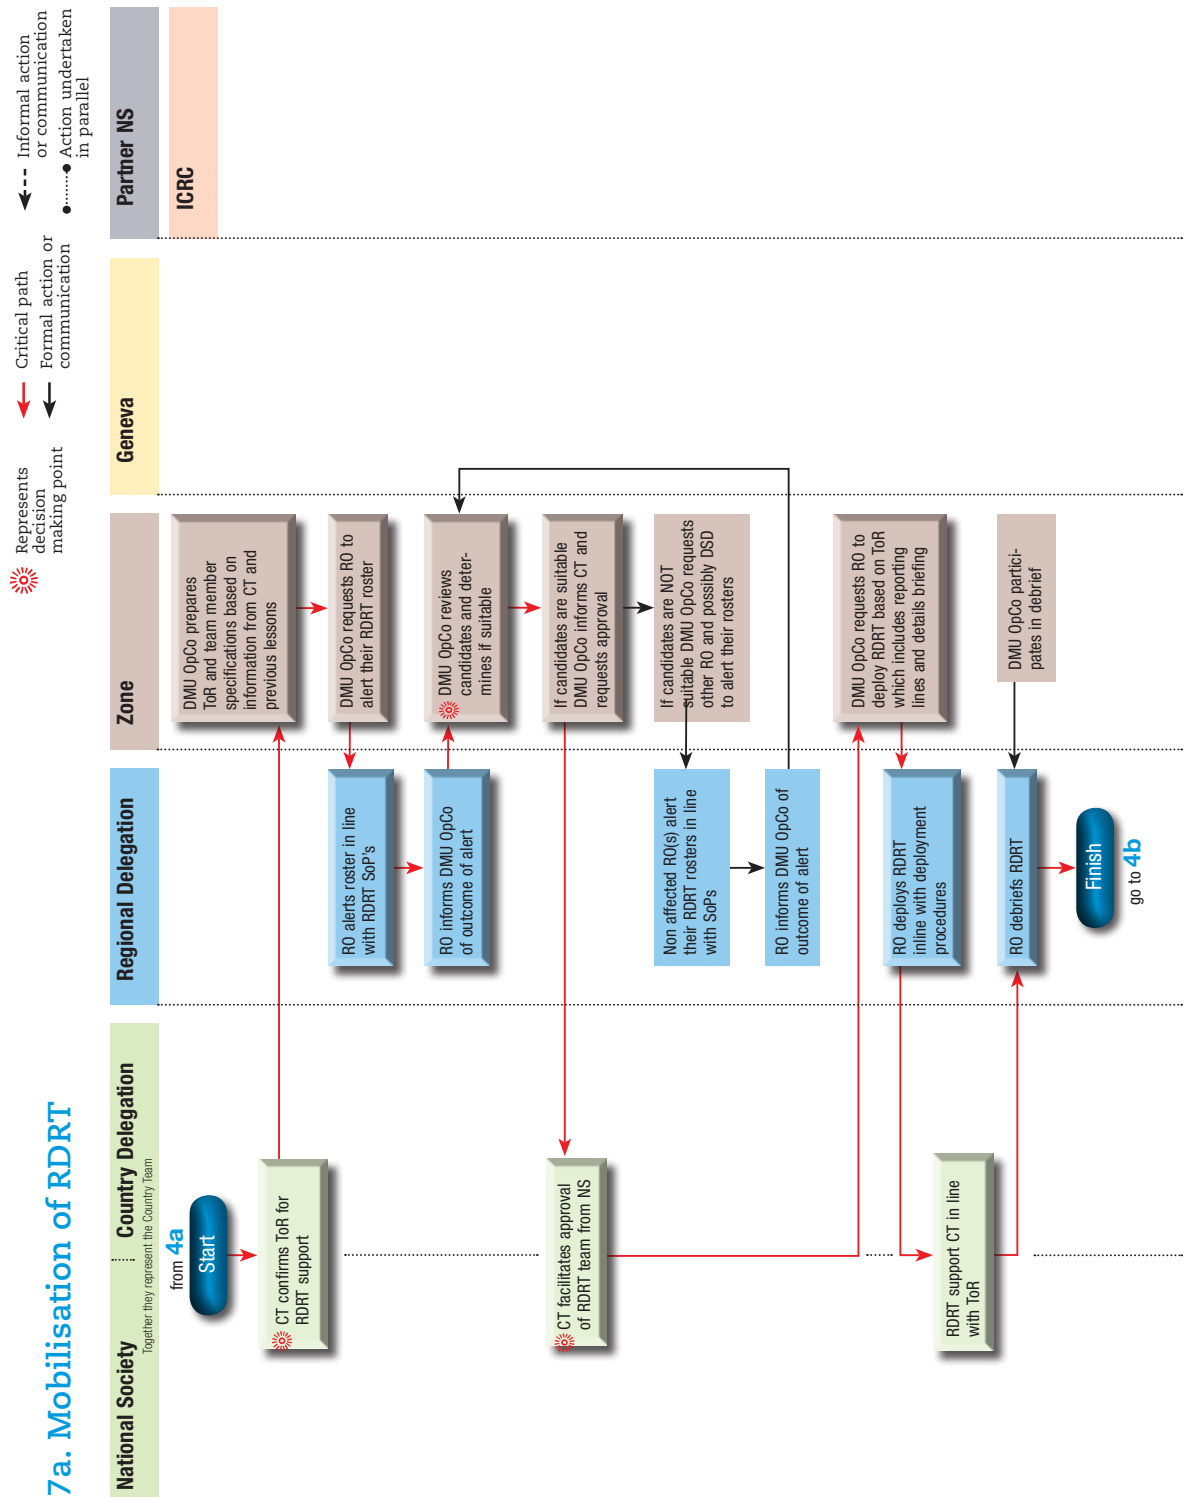 7a. Mobilisation of RDRT
Represents
decision
making point
Critical path
Formal action or
communication
Informal action
or communication
Action undertaken
in parallel
National Society
Country Delegation
Together they represent the Country Team
Regional Delegation
Zone
Geneva
Partner NS
ICRC
from 4a
Start
CT confirms ToR for
RDRT support
DMU OpCo prepares
ToR and team member
specifications based on
information from CT and
previous lessons
DMU OpCo requests RO to
alert their RDRT roster
RO alerts roster in line
with RDRT SoP's
RO informs DMU OpCo
of outcome of alert
DMU OpCo reviews
candidates and deter-
mines if suitable
If candidates are suitable
DMU OpCo informs CT and
requests approval
CT facilitates approval
of RDRT team from NS
If candidates are NOT
suitable DMU OpCo requests
other RO and possibly DSD
to alert their rosters
Non affected RO(s) alert
their RDRT rosters in line
with SoPs
RO informs DMU OpCo of
outcome of alert
DMU OpCo requests RO to
deploy RDRT based on ToR
which includes reporting
lines and details briefing
RO deploys RDRT
inline with deployment
procedures
RDRT support CT in line
with ToR
DMU OpCo partici-
pates in debrief
RO debriefs RDRT
Finish
go to 4b